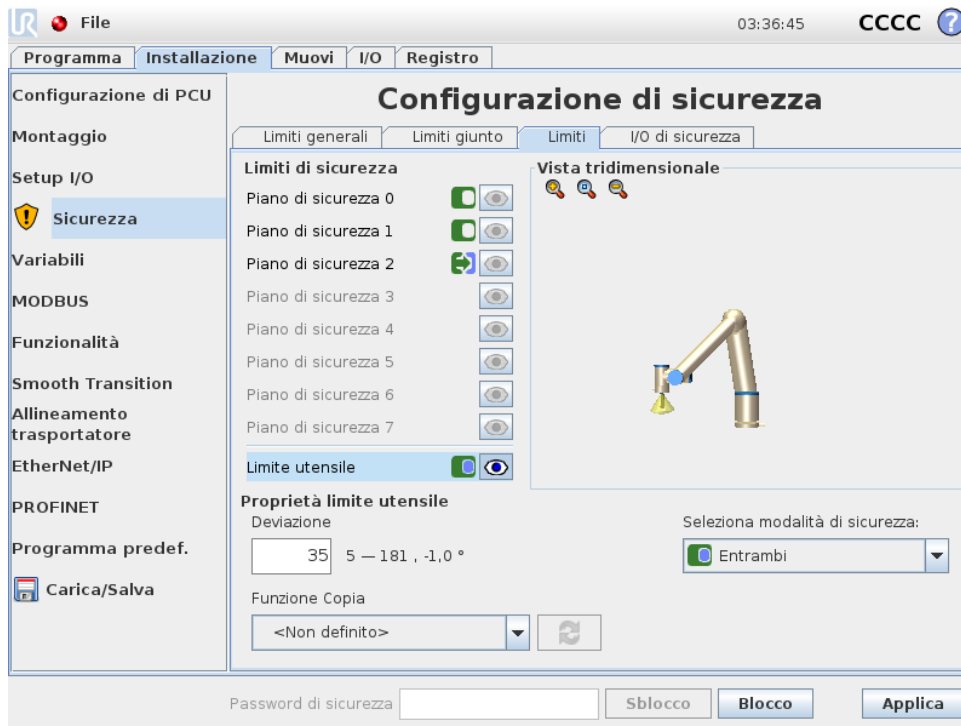 UR File 03:36:45 CCCC ?
Programma Installazione Muovi I/O Registro
Configurazione di PCU
Montaggio
Setup I/O
Sicurezza
Variabili
MODBUS
Funzionalità
Smooth Transition
Allineamento
trasportatore
EtherNet/IP
PROFINET
Programma predef.
Carica/Salva
Configurazione di sicurezza
Limiti generali Limiti giunto Limiti I/O di sicurezza
Limiti di sicurezza
Piano di sicurezza 0
Piano di sicurezza 1
Piano di sicurezza 2
Piano di sicurezza 3
Piano di sicurezza 4
Piano di sicurezza 5
Piano di sicurezza 6
Piano di sicurezza 7
Limite utensile
Vista tridimensionale
Proprietà limite utensile
Deviazione
35 5 — 181 , -1,0 °
Seleziona modalità di sicurezza:
Entrambi
Funzione Copia
<Non definito>
Password di sicurezza Sblocco Blocco Applica